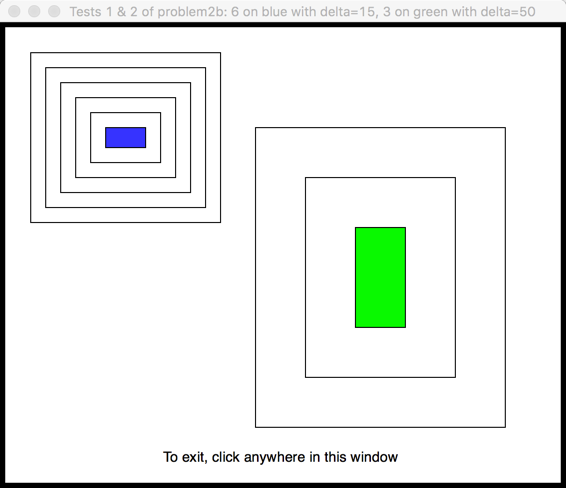 Tests 1 & 2 of problem2b: 6 on blue with delta=15, 3 on green with delta=50
To exit, click anywhere in this window